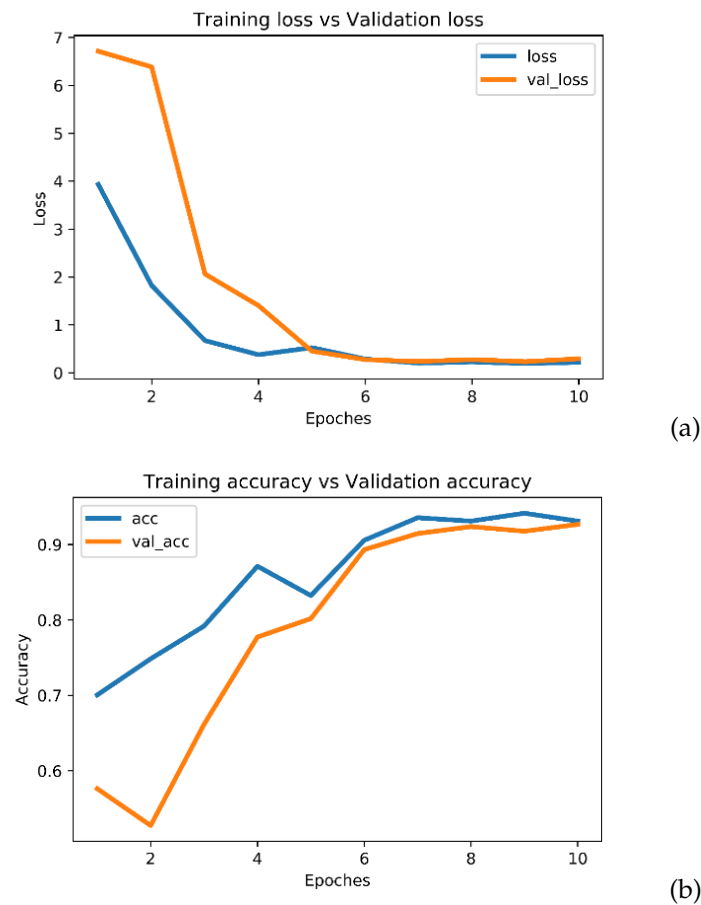 Training loss vs Validation loss
7
6
5
4
3
2
1
0
Loss
loss
val_loss
2
4
6
8
10
Epoches
(a)
Training accuracy vs Validation accuracy
0.9
0.8
0.7
0.6
Accuracy
acc
val_acc
2
4
6
8
10
Epoches
(b)